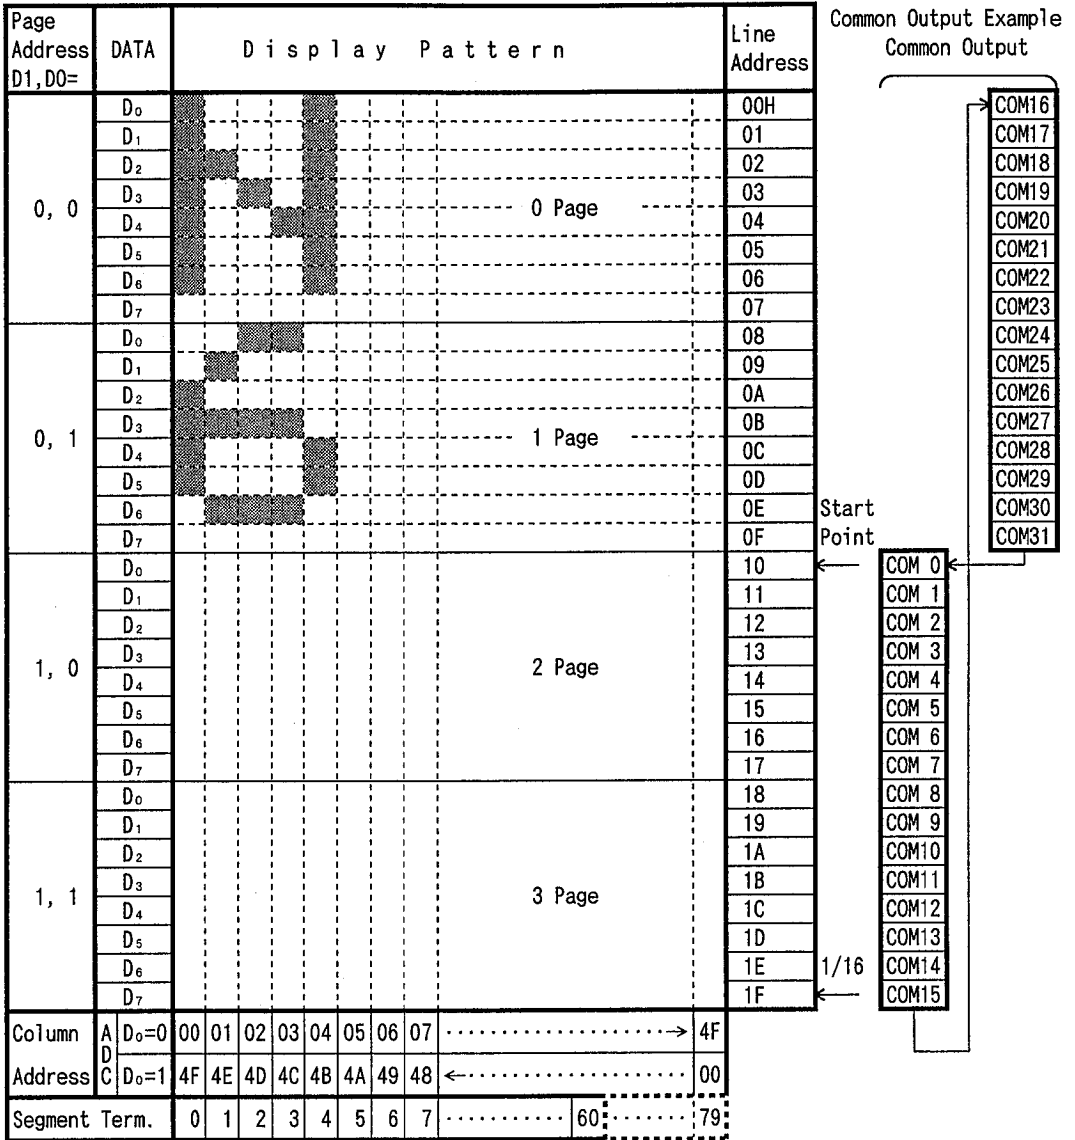 Page Address D1,D0=
DATA
Display Pattern
Line Address
Common Output Example
Common Output
D0 00H COM16
D1 01 COM17
D2 02 COM18
D3 03 COM19
0, 0 D4 0 Page 04 COM20
D5 05 COM21
D6 06 COM22
D7 07 COM23
D0 08 COM24
D1 09 COM25
D2 0A COM26
D3 0B COM27
0, 1 D4 1 Page 0C COM28
D5 0D COM29
D6 0E Start COM30
D7 0F Point COM31
D0 10 ← COM 0
D1 11 COM 1
D2 12 COM 2
D3 13 COM 3
1, 0 D4 2 Page 14 COM 4
D5 15 COM 5
D6 16 COM 6
D7 17 COM 7
D0 18 COM 8
D1 19 COM 9
D2 1A COM10
D3 1B COM11
1, 1 D4 3 Page 1C COM12
D5 1D COM13
D6 1E 1/16 COM14
D7 1F ← COM15
Column Address ADC
D0=0 00 01 02 03 04 05 06 07 ··········→ 4F
D0=1 4F 4E 4D 4C 4B 4A 49 48 ←·········· 00
Segment Term. 0 1 2 3 4 5 6 7 ·········· 60 ······· 79